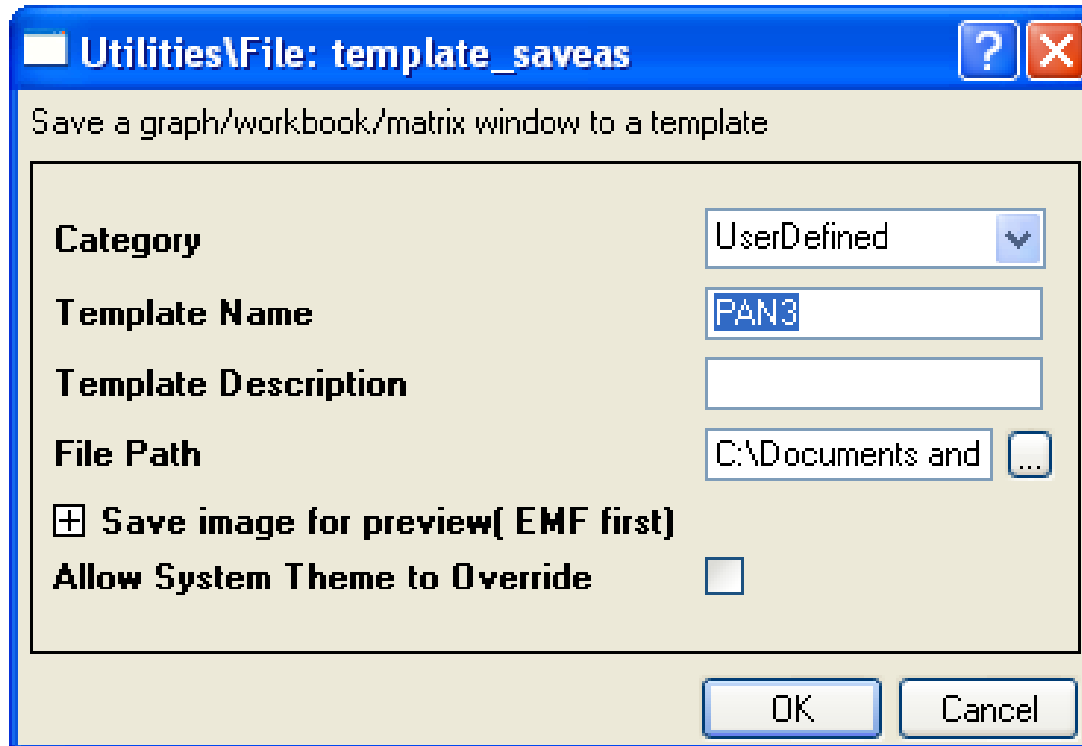 Utilities\File: template_saveas
Save a graph/workbook/matrix window to a template
Category UserDefined
Template Name PAN3
Template Description
File Path C:\Documents and ...
Save image for preview( EMF first)
Allow System Theme to Override
OK Cancel